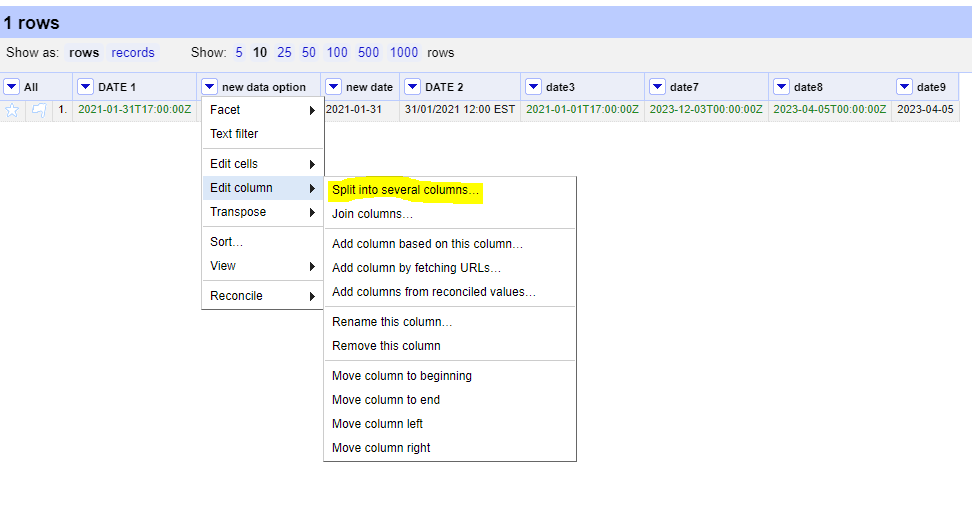 1 rows
Show as: rows records Show: 5 10 25 50 100 500 1000 rows
All DATE 1 new data option new date DATE 2 date3 date7 date8 date9
1. 2021-01-31T17:00:00Z 2021-01-31 31/01/2021 12:00 EST 2021-01-01T17:00:00Z 2023-12-03T00:00:00Z 2023-04-05T00:00:00Z 2023-04-05
Facet
Text filter
Edit cells
Edit column
Transpose
Sort...
View
Reconcile
Split into several columns...
Join columns...
Add column based on this column...
Add column by fetching URLs...
Add columns from reconciled values...
Rename this column...
Remove this column
Move column to beginning
Move column to end
Move column left
Move column right